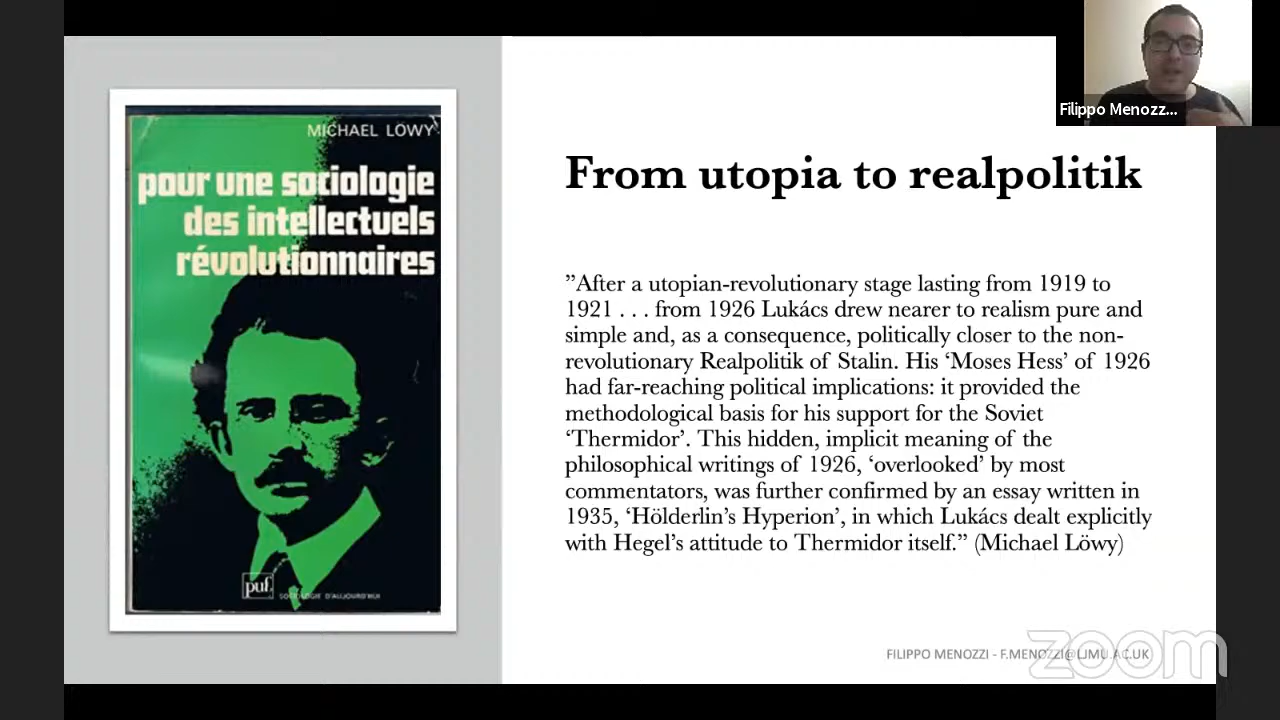 MICHAEL LÖWY
pour une sociologie
des intellectuels
révolutionnaires
puf
SOCIOLOGIE D'AUJOURD'HUI
Filippo Menozz...
From utopia to realpolitik
”After a utopian-revolutionary stage lasting from 1919 to
1921 . . . from 1926 Lukács drew nearer to realism pure and
simple and, as a consequence, politically closer to the non-
revolutionary Realpolitik of Stalin. His ‘Moses Hess’ of 1926
had far-reaching political implications: it provided the
methodological basis for his support for the Soviet
‘Thermidor’. This hidden, implicit meaning of the
philosophical writings of 1926, ‘overlooked’ by most
commentators, was further confirmed by an essay written in
1935, ‘Hölderlin’s Hyperion’, in which Lukács dealt explicitly
with Hegel’s attitude to Thermidor itself.” (Michael Löwy)
FILIPPO MENOZZI - F.MENOZZI@LJMU.AC.UK
zoom